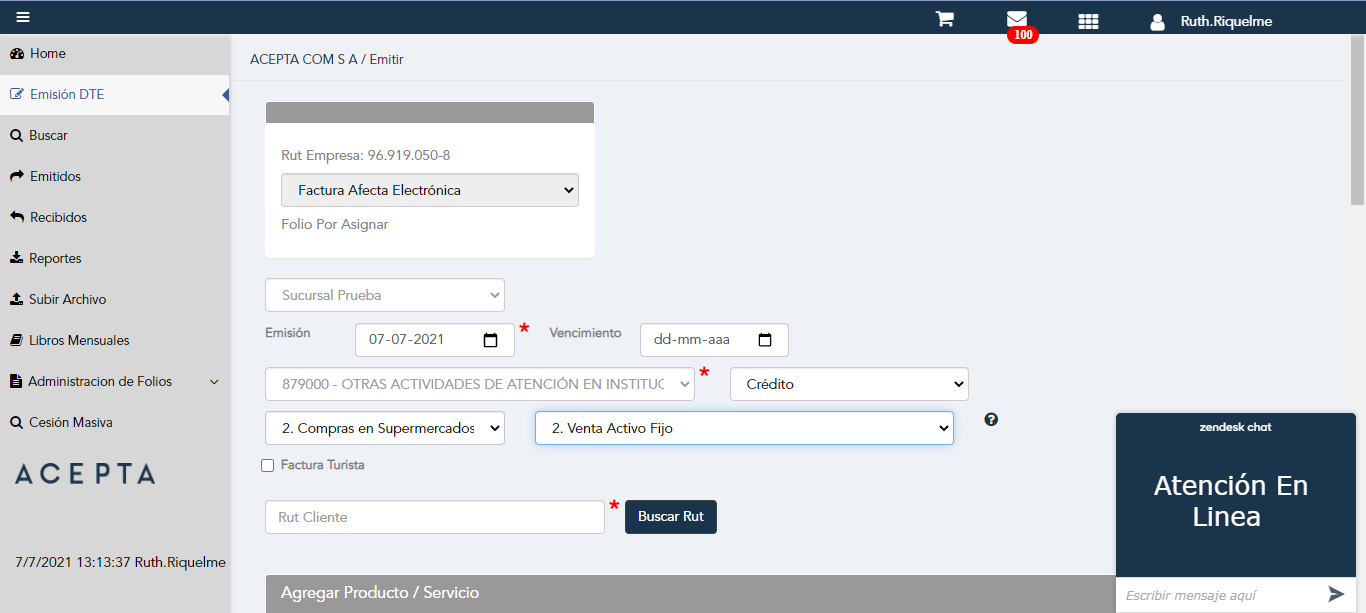 100
Ruth.Riquelme
Home
Emisión DTE
Buscar
Emitidos
Recibidos
Reportes
Subir Archivo
Libros Mensuales
Administracion de Folios
Cesión Masiva
ACEPTA
7/7/2021 13:13:37 Ruth.Riquelme
ACEPTA COM S A / Emitir
Rut Empresa: 96.919.050-8
Factura Afecta Electrónica
Folio Por Asignar
Sucursal Prueba
Emisión 07-07-2021 * Vencimiento dd-mm-aaa
879000 - OTRAS ACTIVIDADES DE ATENCIÓN EN INSTITUC * Crédito
2. Compras en Supermercados 2. Venta Activo Fijo ?
Factura Turista
Rut Cliente * Buscar Rut
Agregar Producto / Servicio
zendesk chat
Atención En
Linea
Escribir mensaje aquí